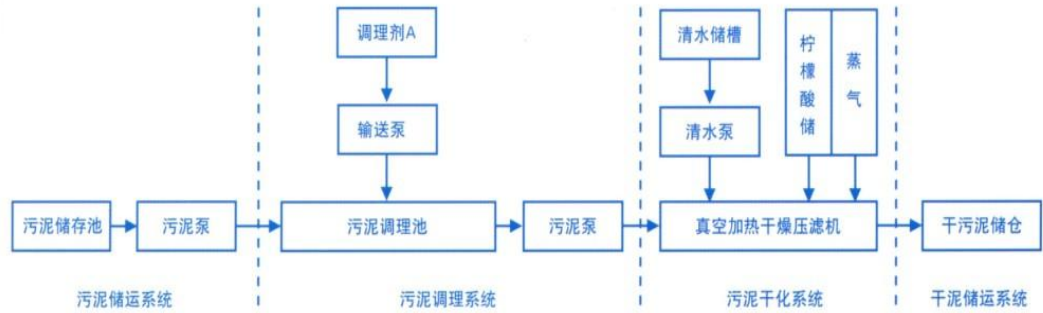 调理剂A
清水储槽
柠檬酸储
蒸气
输送泵
清水泵
污泥储存池
污泥泵
污泥调理池
污泥泵
真空加热干燥压滤机
干污泥储仓
污泥储运系统
污泥调理系统
污泥干化系统
干泥储运系统